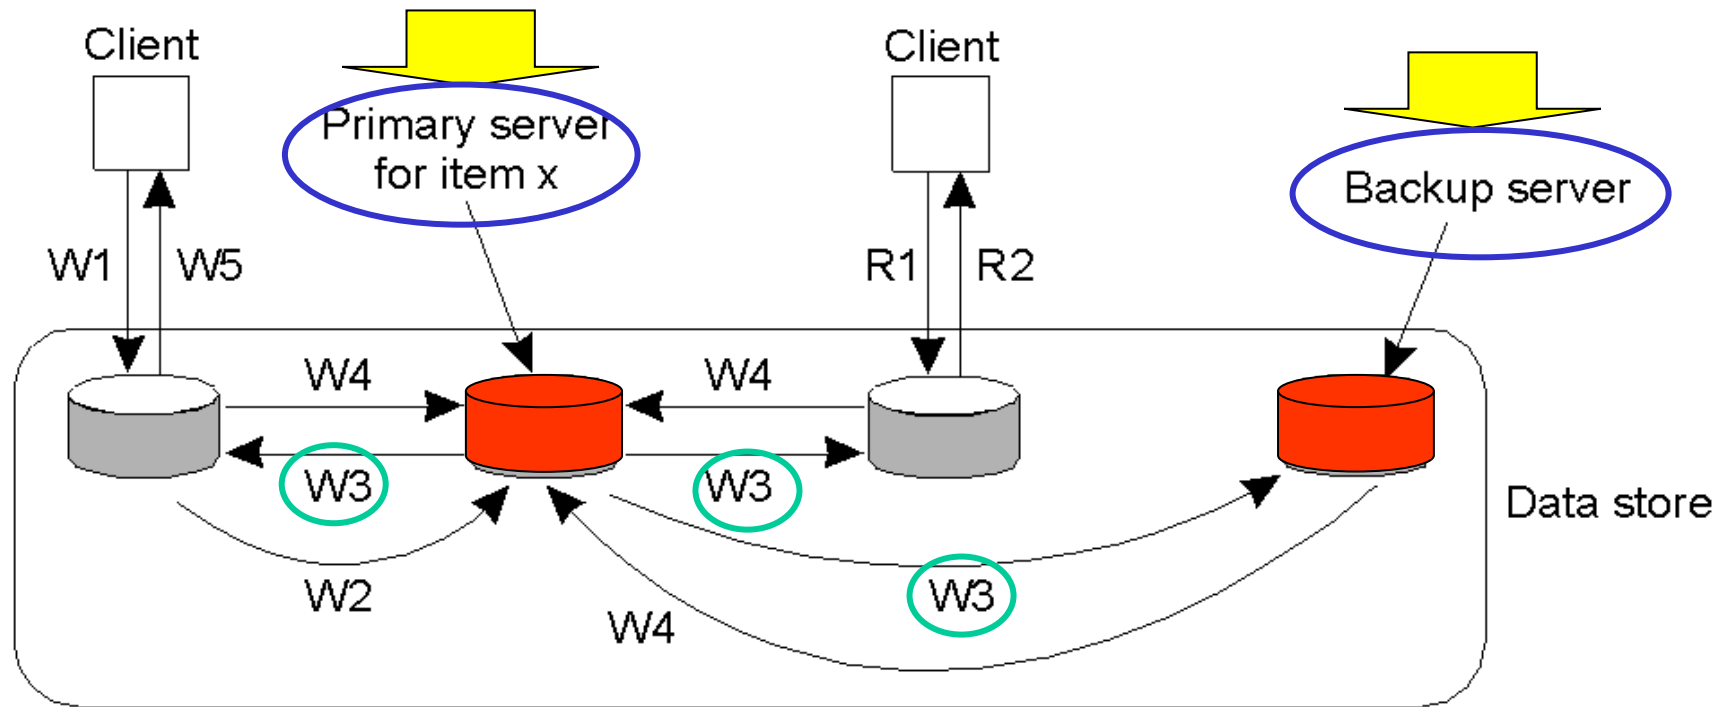 Client
Client
Primary server
for item x
Backup server
W1
W5
R1
R2
W4
W4
W3
W3
Data store
W2
W3
W4